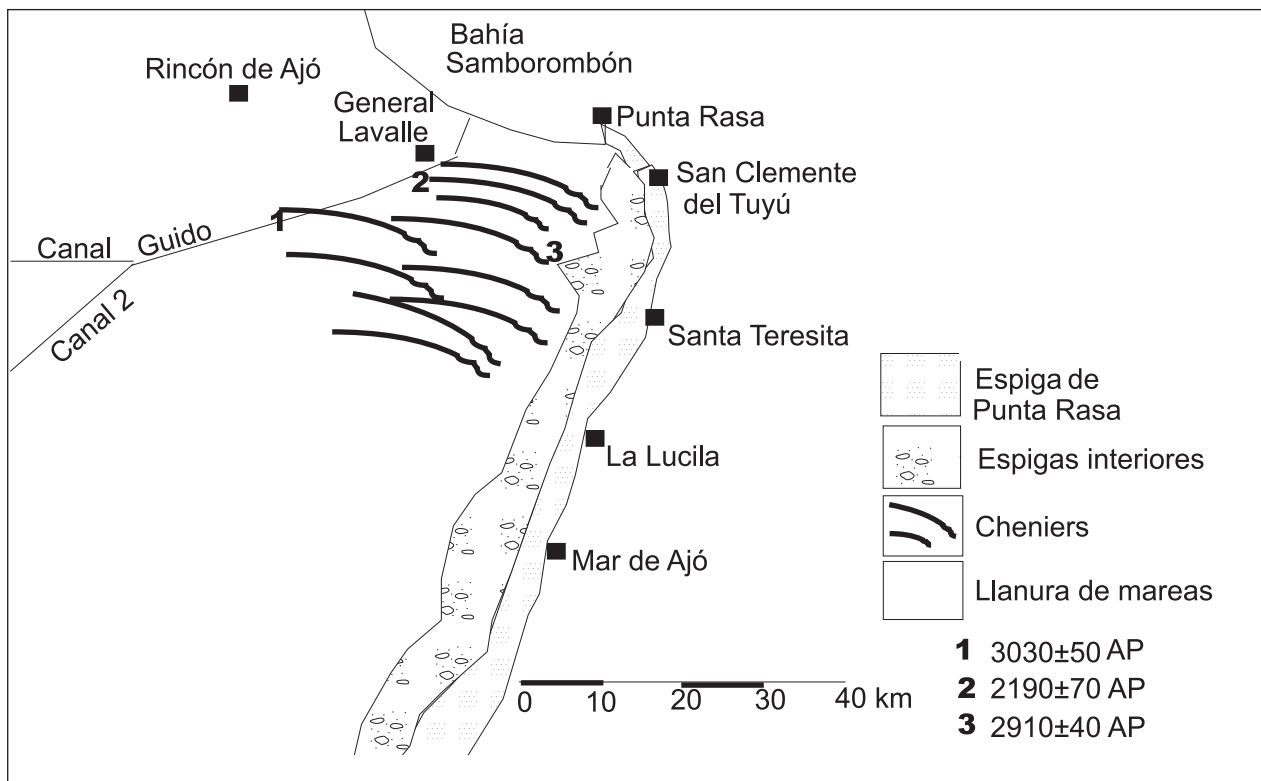 Bahía
Samborombón
Rincón de Ajó
General
Lavalle
Punta Rasa
San Clemente
del Tuyú
2
1
3
Canal Guido
Canal 2
Santa Teresita
La Lucila
Mar de Ajó
Espiga de
Punta Rasa
Espigas interiores
Cheniers
Llanura de mareas
1 3030±50 AP
2 2190±70 AP
3 2910±40 AP
0 10 20 30 40 km